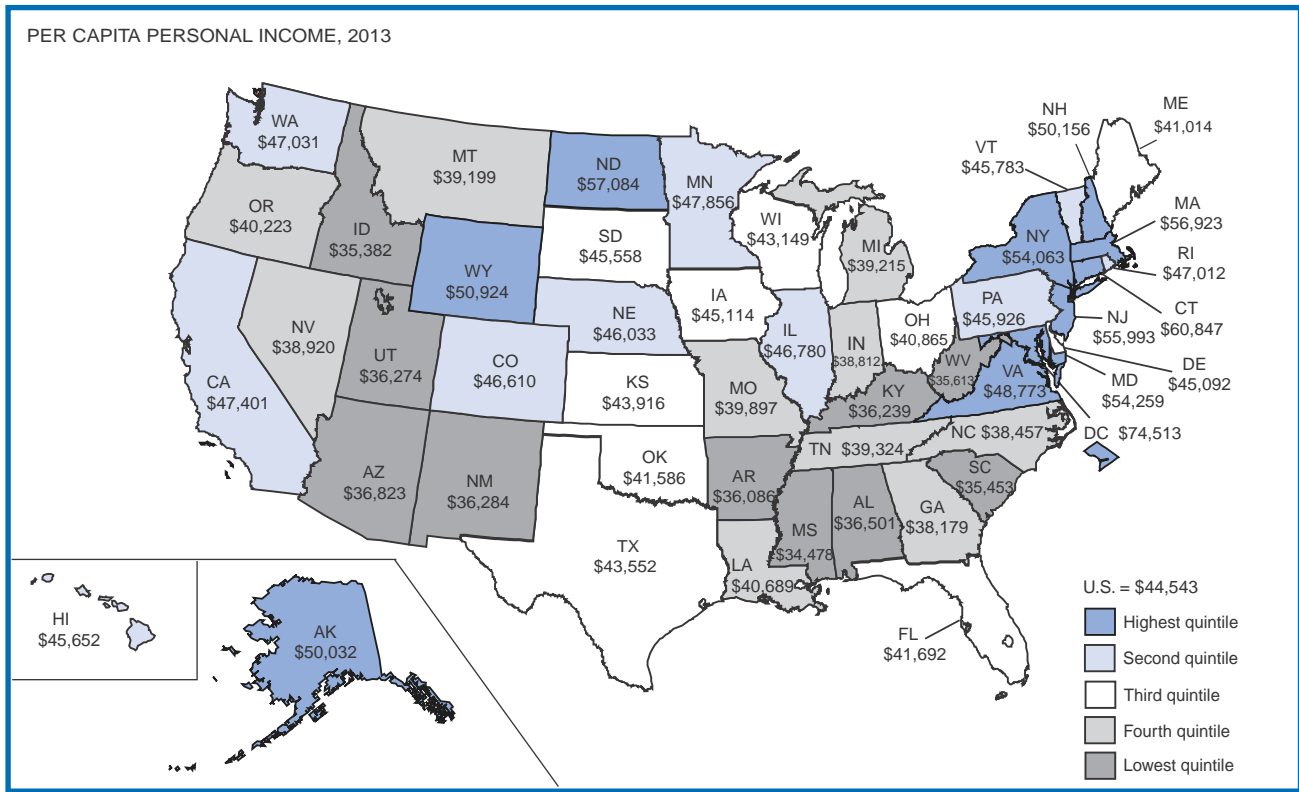 PER CAPITA PERSONAL INCOME, 2013
WA
$47,031
OR
$40,223
CA
$47,401
ID
$35,382
NV
$38,920
MT
$39,199
WY
$50,924
UT
$36,274
AZ
$36,823
CO
$46,610
NM
$36,284
ND
$57,084
SD
$45,558
NE
$46,033
KS
$43,916
OK
$41,586
TX
$43,552
MN
$47,856
IA
$45,114
MO
$39,897
AR
$36,086
LA
$40,689
WI
$43,149
IL
$46,780
MI
$39,215
IN
$38,812
OH
$40,865
KY
$36,239
TN $39,324
MS
$34,478
AL
$36,501
GA
$38,179
FL
$41,692
SC
$35,453
NC $38,457
WV
$35,613
VA
$48,773
PA
$45,926
NY
$54,063
VT
$45,783
NH
$50,156
ME
$41,014
MA
$56,923
RI
$47,012
CT
$60,847
NJ
$55,993
DE
$45,092
MD
$54,259
DC $74,513
HI
$45,652
AK
$50,032
U.S. = $44,543
Highest quintile
Second quintile
Third quintile
Fourth quintile
Lowest quintile